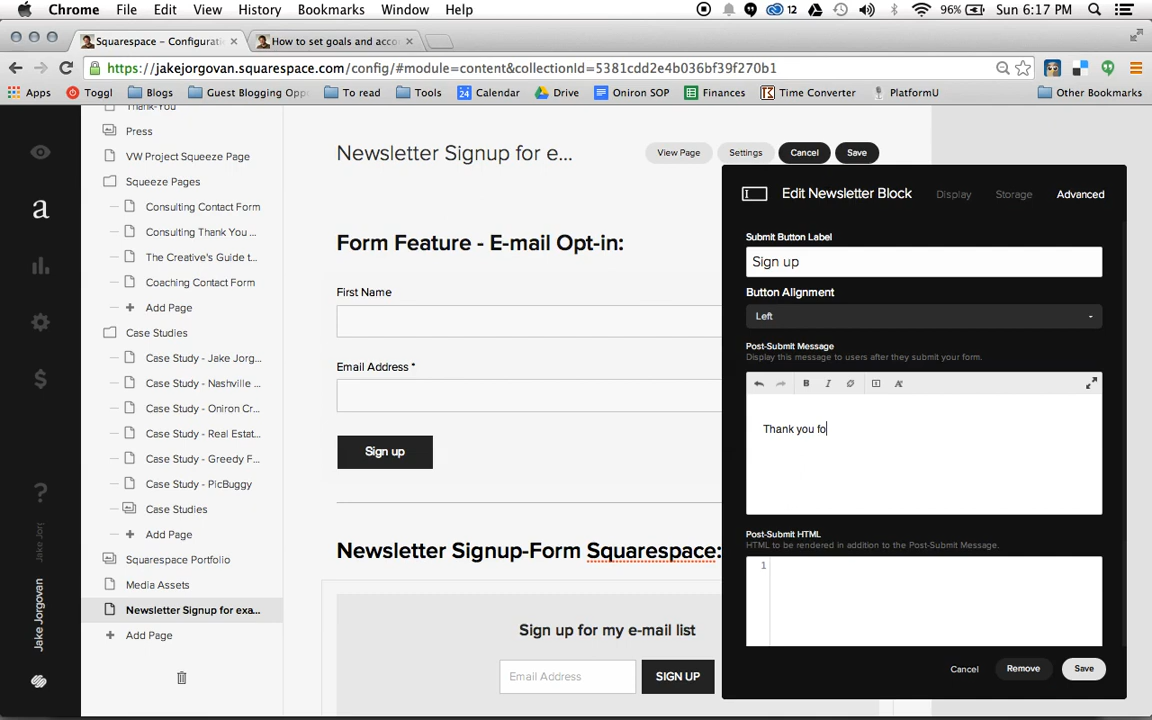 Chrome File Edit View History Bookmarks Window Help 12 96% Sun 6:17 PM
Squarespace – Configurati How to set goals and acco
https://jakejorgovan.squarespace.com/config/#module=content&collectionId=5381cdd2e4b036bf39f270b1
Apps Toggl Blogs Guest Blogging Opp To read Tools 24 Calendar Drive Oniron SOP Finances Time Converter PlatformU Other Bookmarks
Thank-You
Press
VW Project Squeeze Page
Squeeze Pages
Consulting Contact Form
Consulting Thank You ...
The Creative's Guide t...
Coaching Contact Form
+ Add Page
Case Studies
Case Study - Jake Jorg...
Case Study - Nashville ...
Case Study - Oniron Cr...
Case Study - Real Estat...
Case Study - Greedy F...
Case Study - PicBuggy
Case Studies
+ Add Page
Squarespace Portfolio
Media Assets
Newsletter Signup for exa...
+ Add Page
a
$
?
Jake Jorgovan
Newsletter Signup for e...
View Page Settings Cancel Save
Form Feature - E-mail Opt-in:
First Name
Email Address *
Sign up
Newsletter Signup-Form Squarespace:
Sign up for my e-mail list
Email Address SIGN UP
Edit Newsletter Block Display Storage Advanced
Submit Button Label
Sign up
Button Alignment
Left
Post-Submit Message
Display this message to users after they submit your form.
B I
Thank you fo
Post-Submit HTML
HTML to be rendered in addition to the Post-Submit Message.
1
Cancel Remove Save